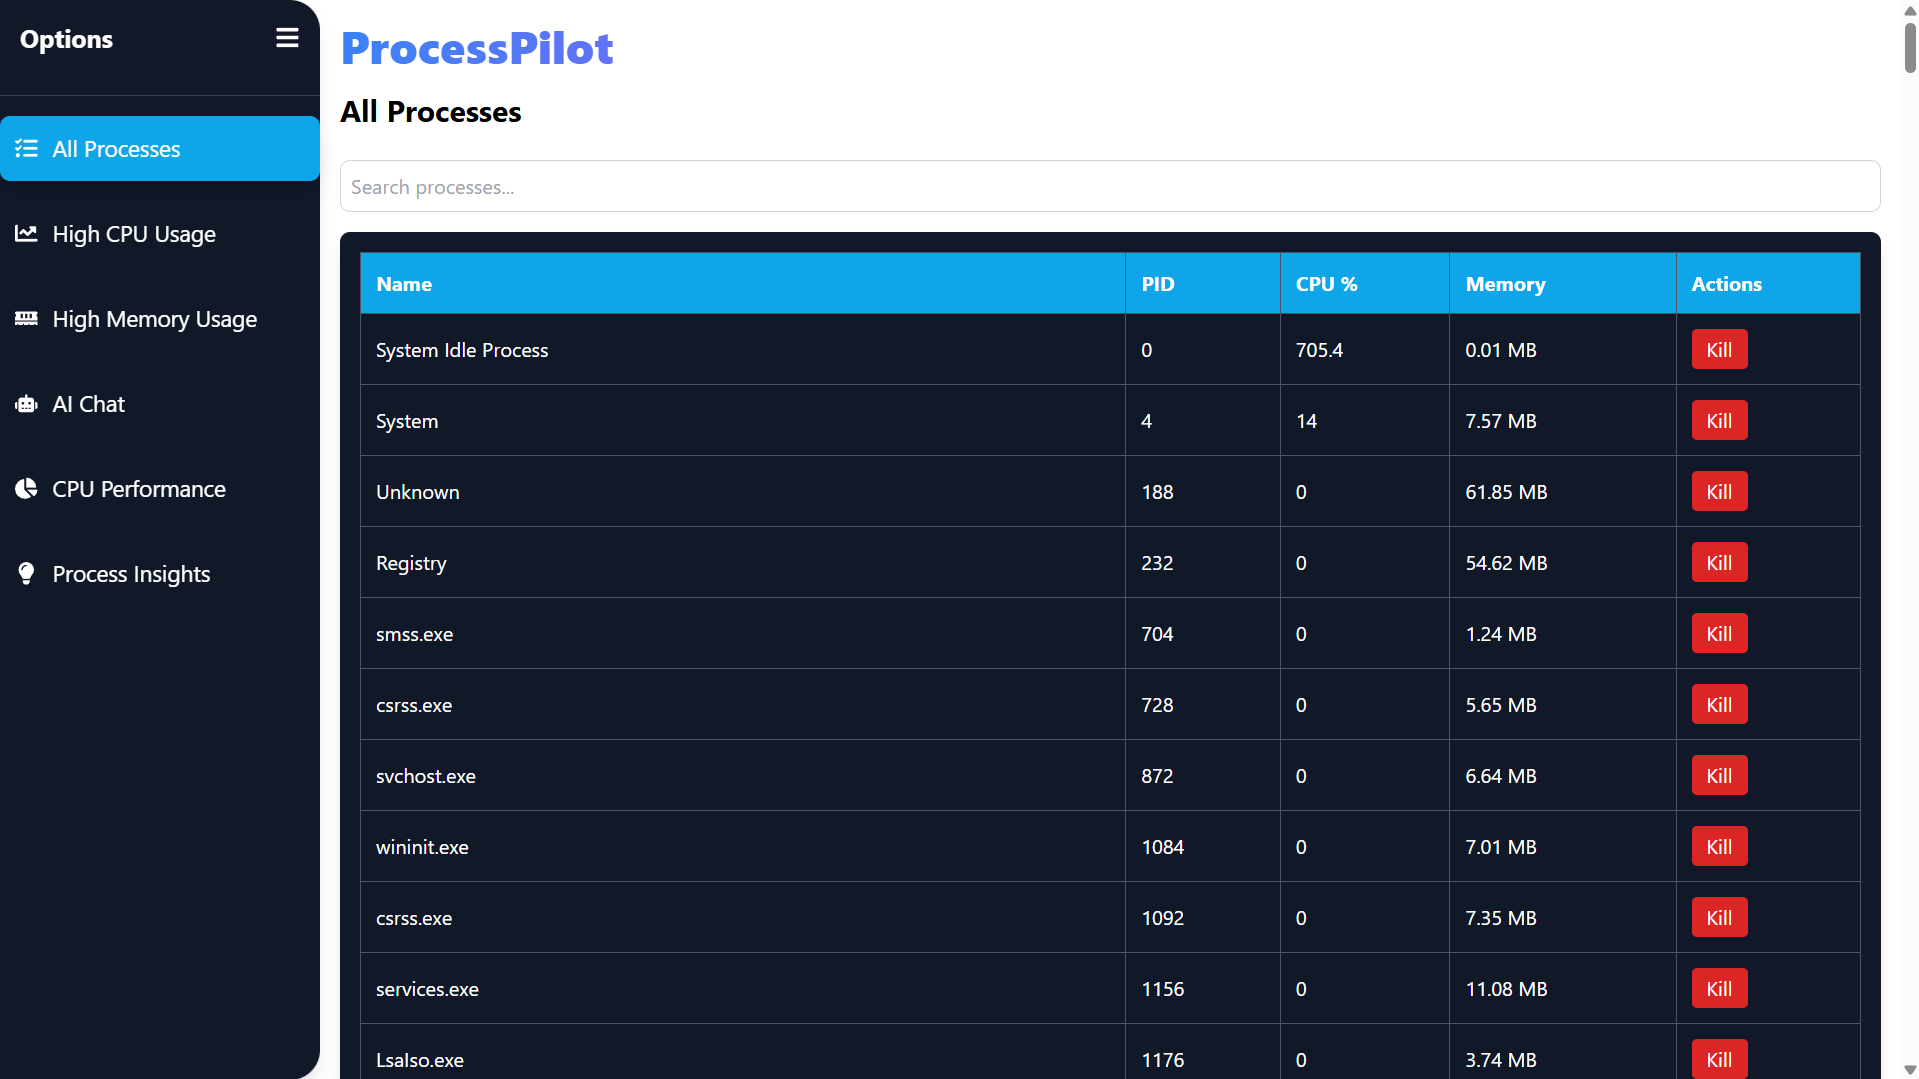 Options
All Processes
High CPU Usage
High Memory Usage
AI Chat
CPU Performance
Process Insights
ProcessPilot
All Processes
Search processes...
Name PID CPU % Memory Actions
System Idle Process 0 705.4 0.01 MB Kill
System 4 14 7.57 MB Kill
Unknown 188 0 61.85 MB Kill
Registry 232 0 54.62 MB Kill
smss.exe 704 0 1.24 MB Kill
csrss.exe 728 0 5.65 MB Kill
svchost.exe 872 0 6.64 MB Kill
wininit.exe 1084 0 7.01 MB Kill
csrss.exe 1092 0 7.35 MB Kill
services.exe 1156 0 11.08 MB Kill
LsaIso.exe 1176 0 3.74 MB Kill